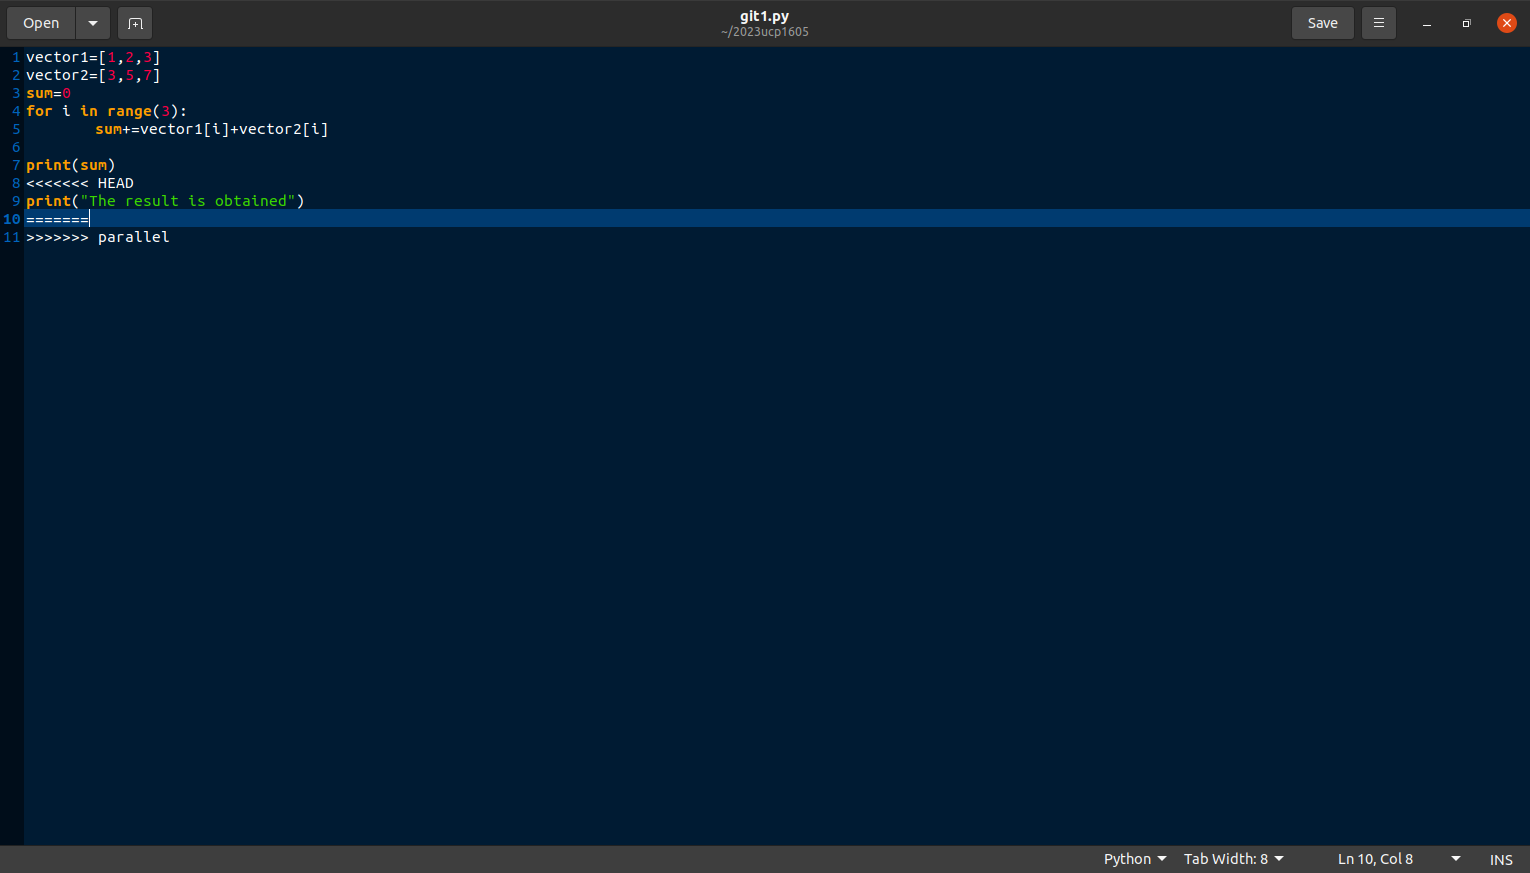 Open
git1.py
~/2023ucp1605
Save
1 vector1=[1,2,3]
2 vector2=[3,5,7]
3 sum=0
4 for i in range(3):
5         sum+=vector1[i]+vector2[i]
6
7 print(sum)
8 <<<<<<< HEAD
9 print("The result is obtained")
10 =======
11 >>>>>>> parallel
Python Tab Width: 8 Ln 10, Col 8 INS